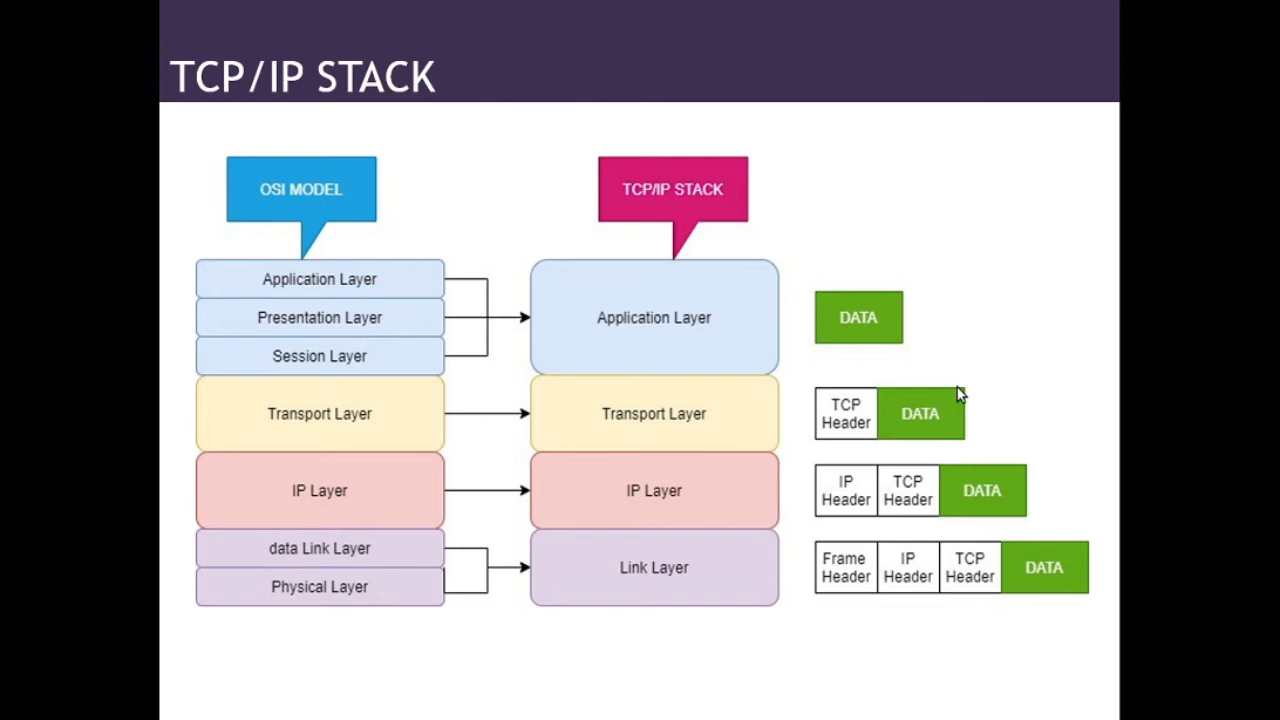 TCP/IP STACK
OSI MODEL
TCP/IP STACK
Application Layer
Presentation Layer
Session Layer
Transport Layer
IP Layer
data Link Layer
Physical Layer
Application Layer
Transport Layer
IP Layer
Link Layer
DATA
TCP
Header
DATA
IP
Header
TCP
Header
DATA
Frame
Header
IP
Header
TCP
Header
DATA